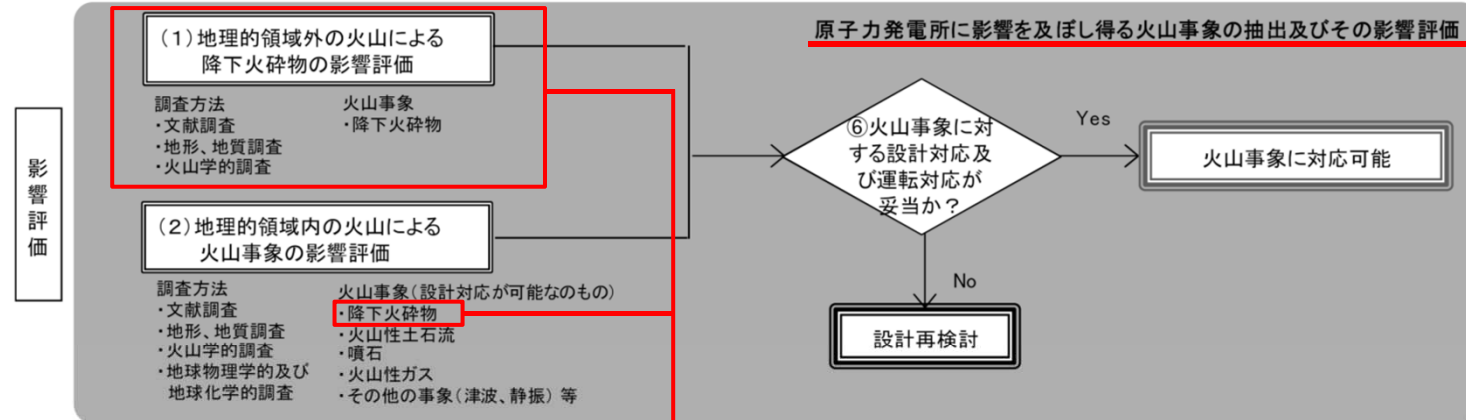 原子力発電所に影響を及ぼし得る火山事象の抽出及びその影響評価
影響評価
(1)地理的領域外の火山による
降下火砕物の影響評価
調査方法
・文献調査
・地形、地質調査
・火山学的調査
火山事象
・降下火砕物
(2)地理的領域内の火山による
火山事象の影響評価
調査方法
・文献調査
・地形、地質調査
・火山学的調査
・地球物理学的及び
地球化学的調査
火山事象(設計対応が可能なのもの)
・降下火砕物
・火山性土石流
・噴石
・火山性ガス
・その他の事象(津波、静振)等
⑥火山事象に対
する設計対応及
び運転対応が
妥当か?
Yes
火山事象に対応可能
No
設計再検討